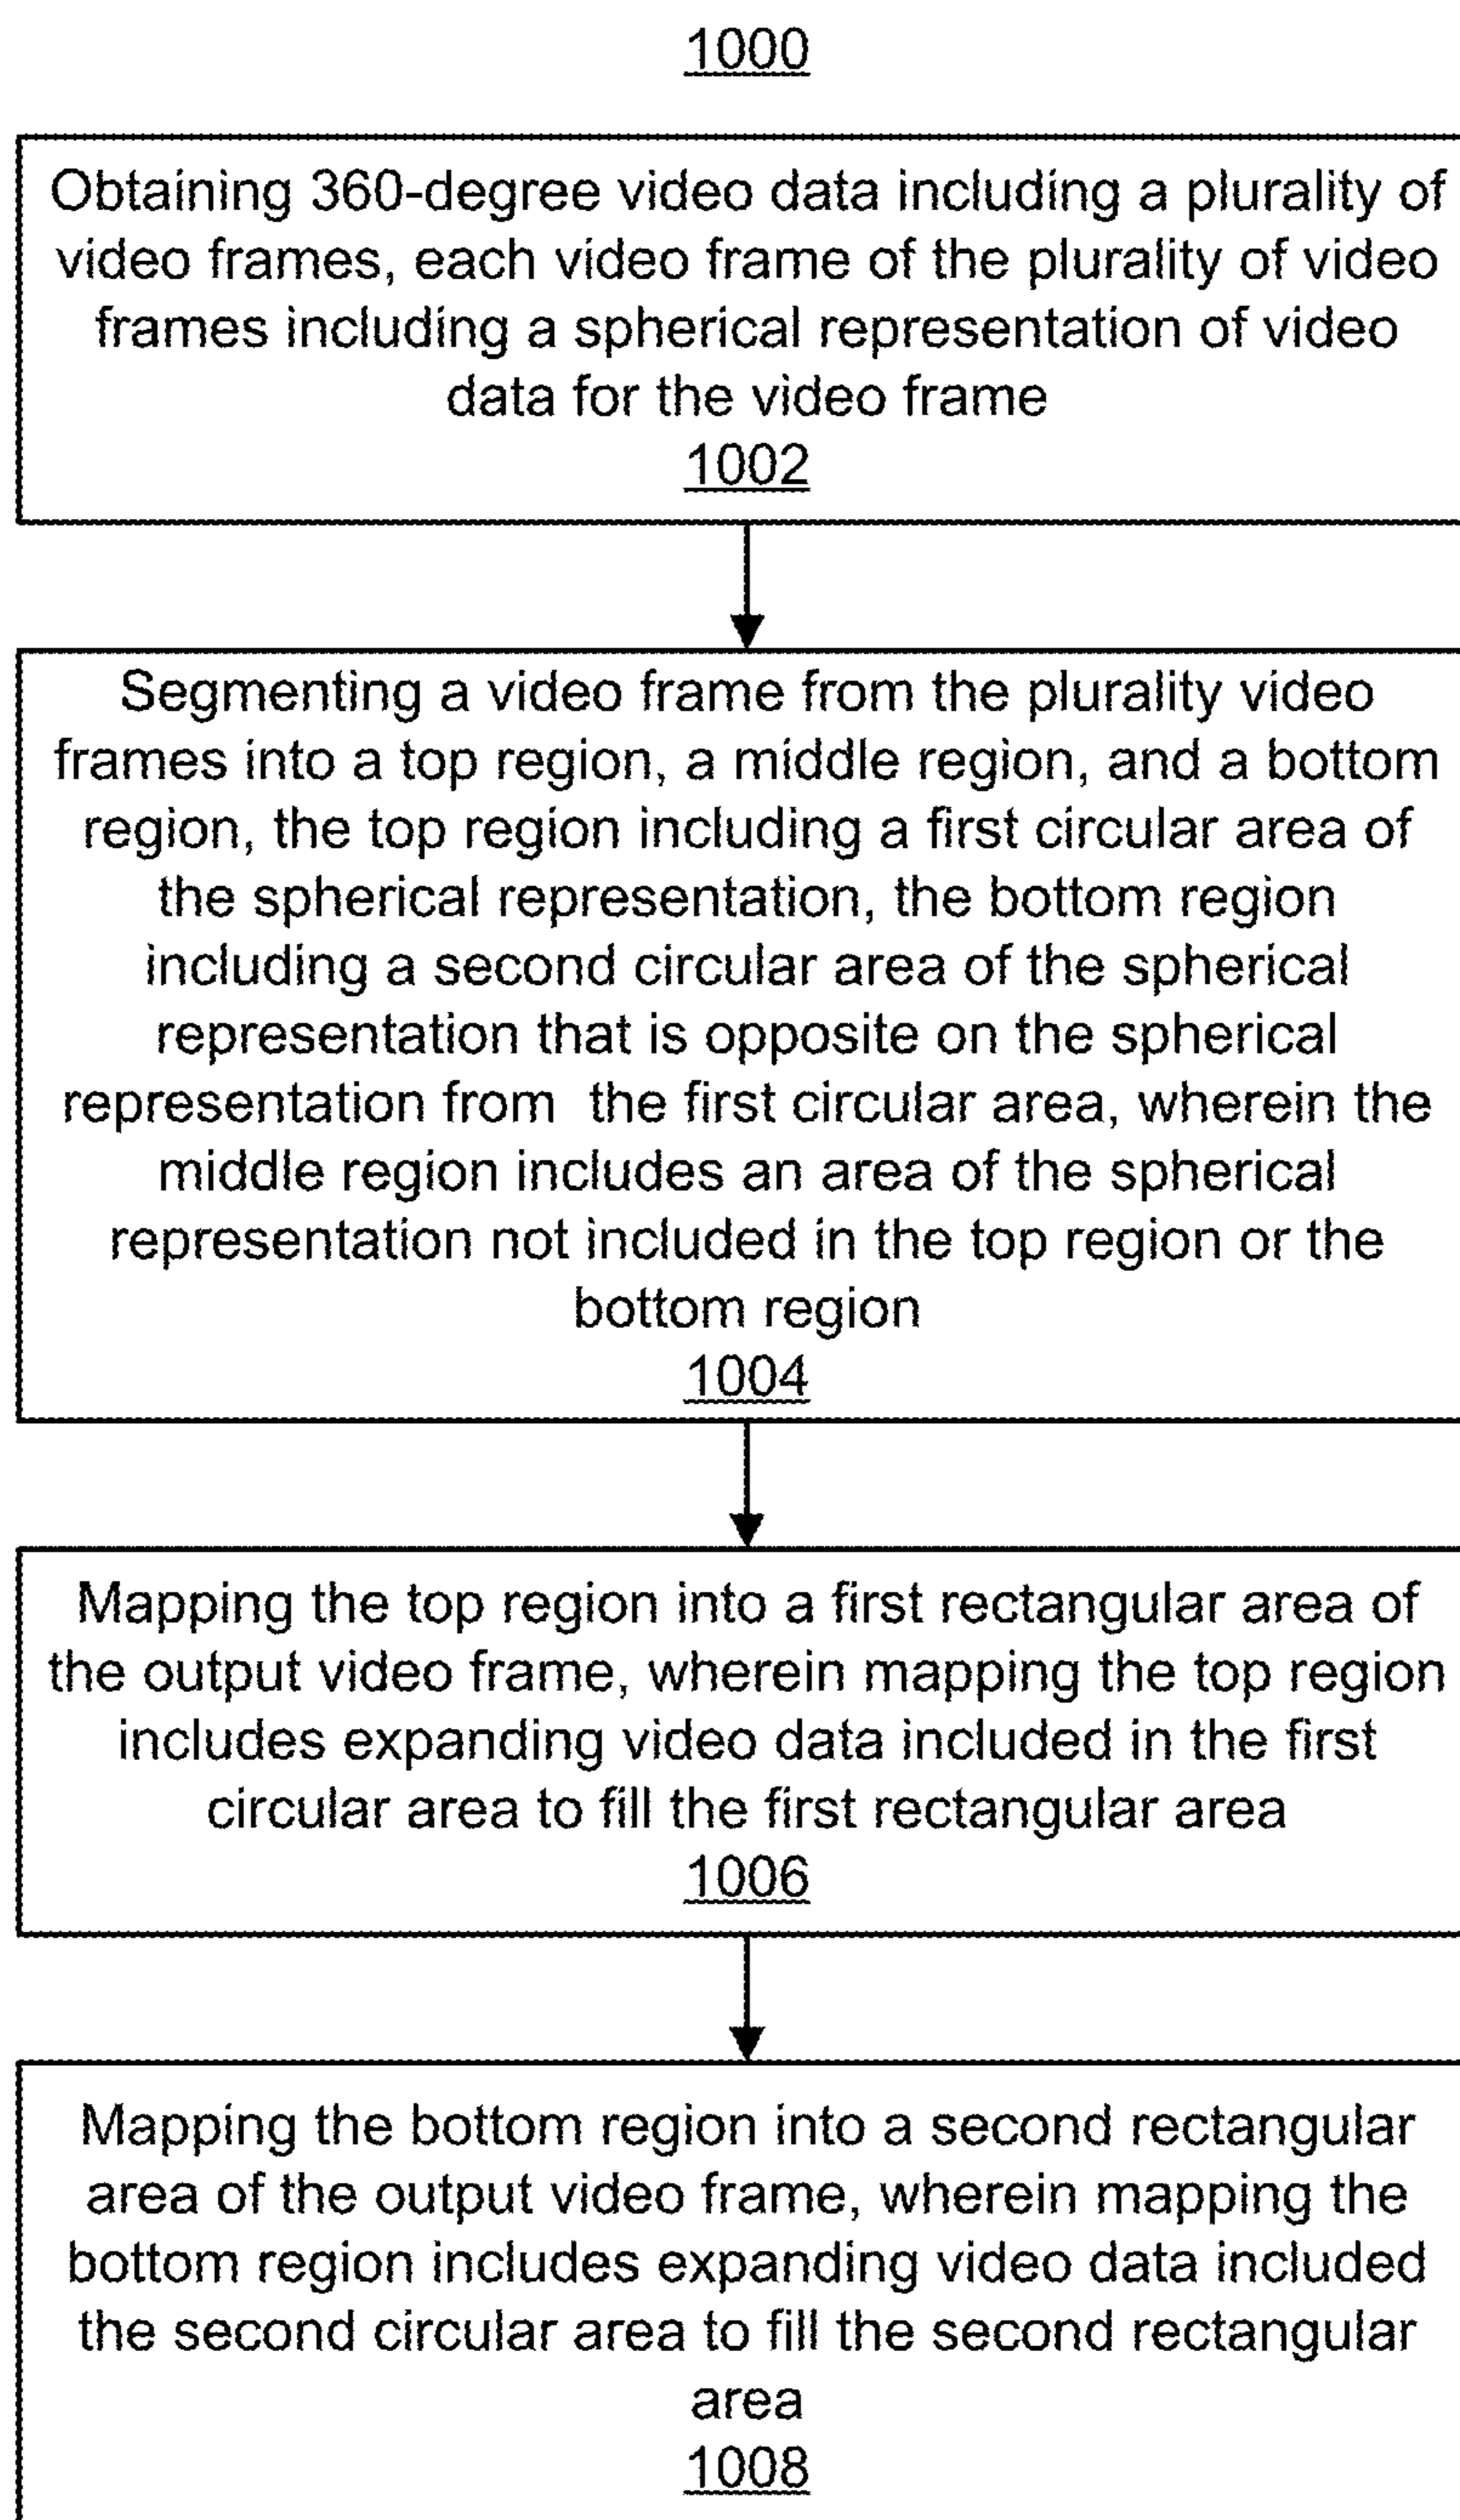 1000
Obtaining 360-degree video data including a plurality of
video frames, each video frame of the plurality of video
frames including a spherical representation of video
data for the video frame
1002
Segmenting a video frame from the plurality video
frames into a top region, a middle region, and a bottom
region, the top region including a first circular area of
the spherical representation, the bottom region
including a second circular area of the spherical
representation that is opposite on the spherical
representation from the first circular area, wherein the
middle region includes an area of the spherical
representation not included in the top region or the
bottom region
1004
Mapping the top region into a first rectangular area of
the output video frame, wherein mapping the top region
includes expanding video data included in the first
circular area to fill the first rectangular area
1006
Mapping the bottom region into a second rectangular
area of the output video frame, wherein mapping the
bottom region includes expanding video data included
the second circular area to fill the second rectangular
area
1008